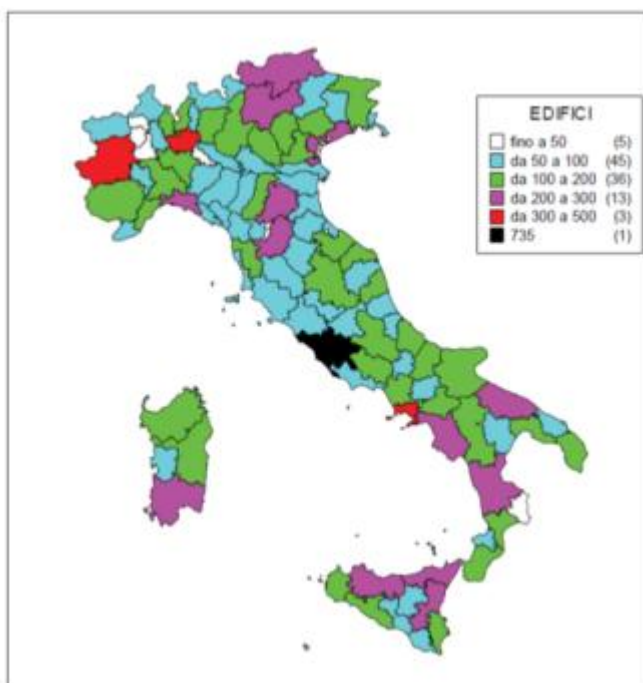 EDIFICI
fino a 50 (5)
da 50 a 100 (45)
da 100 a 200 (36)
da 200 a 300 (13)
da 300 a 500 (3)
735 (1)